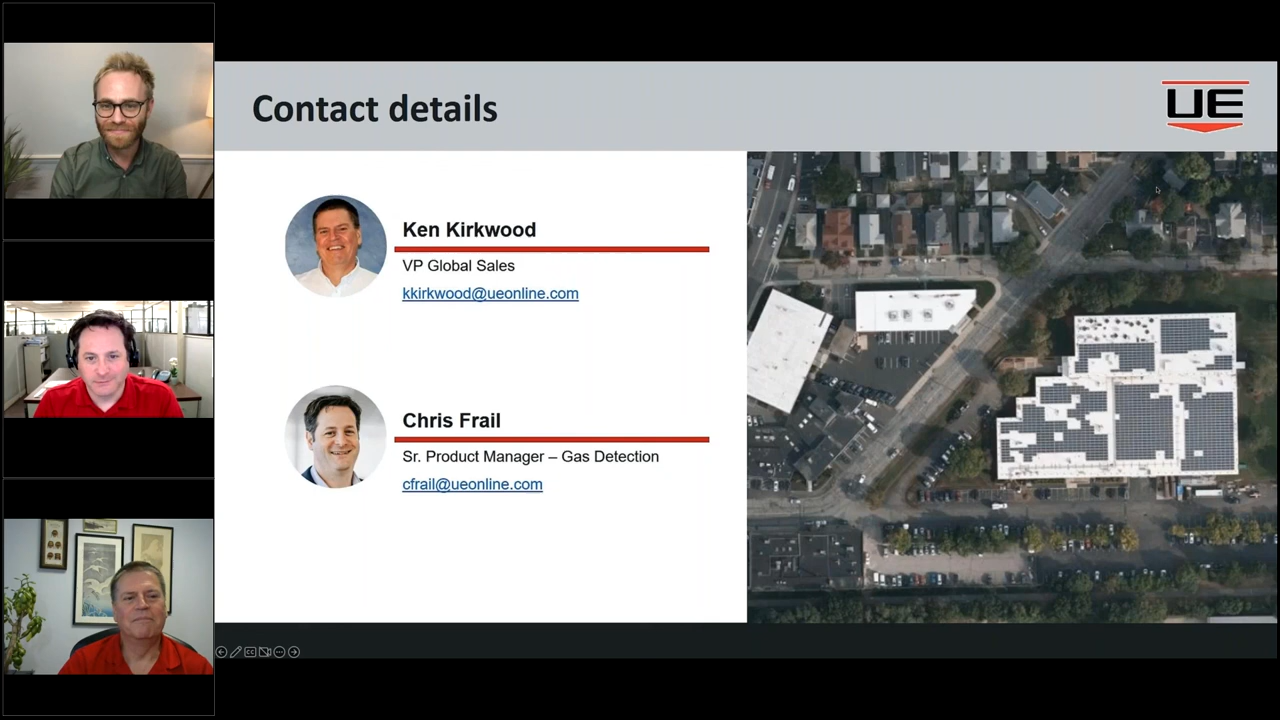 Contact details
UE
Ken Kirkwood
VP Global Sales
kkirkwood@ueonline.com
Chris Frail
Sr. Product Manager – Gas Detection
cfrail@ueonline.com
CC